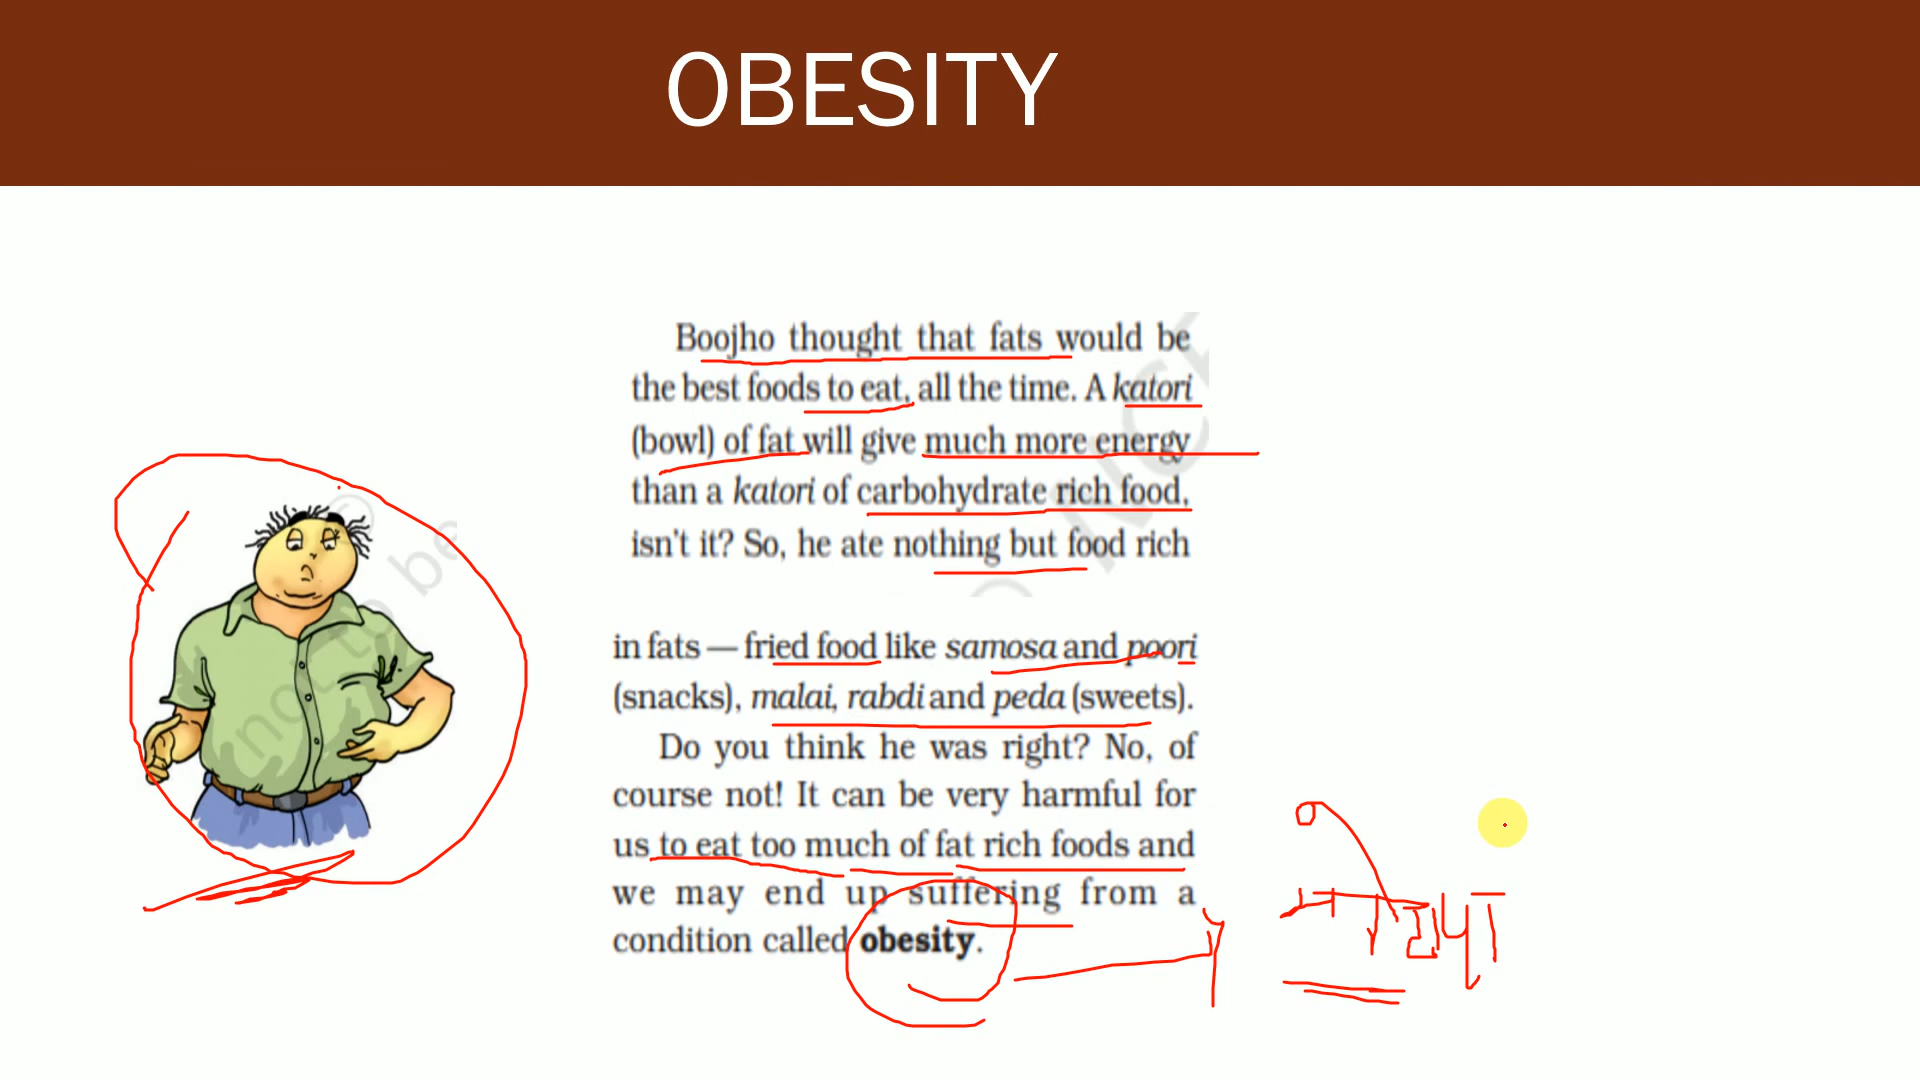 OBESITY
Boojho thought that fats would be
the best foods to eat, all the time. A katori
(bowl) of fat will give much more energy
than a katori of carbohydrate rich food,
isn't it? So, he ate nothing but food rich
in fats — fried food like samosa and poori
(snacks), malai, rabdi and peda (sweets).
Do you think he was right? No, of
course not! It can be very harmful for
us to eat too much of fat rich foods and
we may end up suffering from a
condition called obesity.
not to be